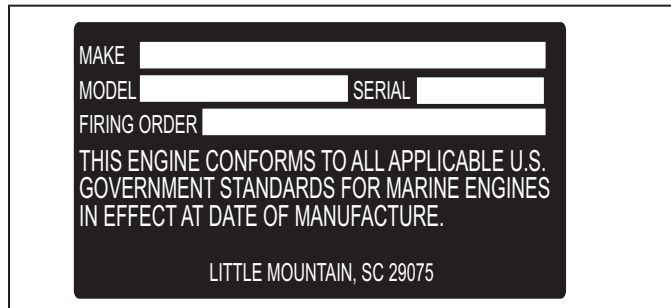 MAKE
MODEL SERIAL
FIRING ORDER
THIS ENGINE CONFORMS TO ALL APPLICABLE U.S.
GOVERNMENT STANDARDS FOR MARINE ENGINES
IN EFFECT AT DATE OF MANUFACTURE.
LITTLE MOUNTAIN, SC 29075